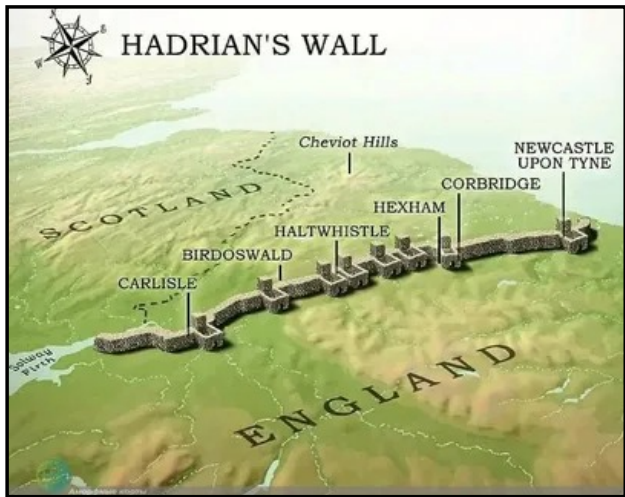 HADRIAN'S WALL
Cheviot Hills
NEWCASTLE
UPON TYNE
CORBRIDGE
SCOTLAND
HEXHAM
HALTWHISTLE
BIRDOSWALD
CARLISLE
Solway
Firth
ENGLAND